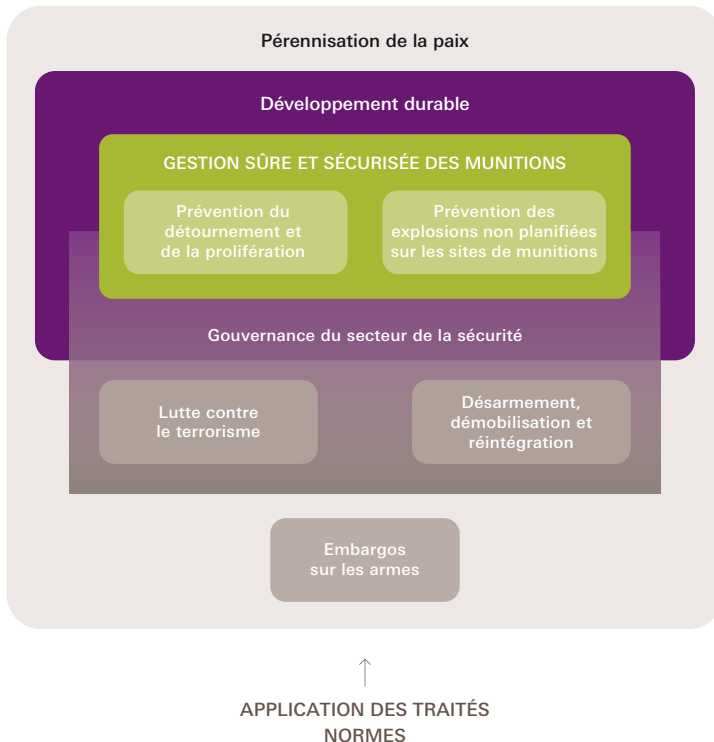 Pérennisation de la paix
Développement durable
GESTION SÛRE ET SÉCURISÉE DES MUNITIONS
Prévention du
détournement et
de la prolifération
Prévention des
explosions non planifiées
sur les sites de munitions
Gouvernance du secteur de la sécurité
Lutte contre
le terrorisme
Désarmement,
démobilisation et
réintégration
Embargos
sur les armes
APPLICATION DES TRAITÉS
NORMES